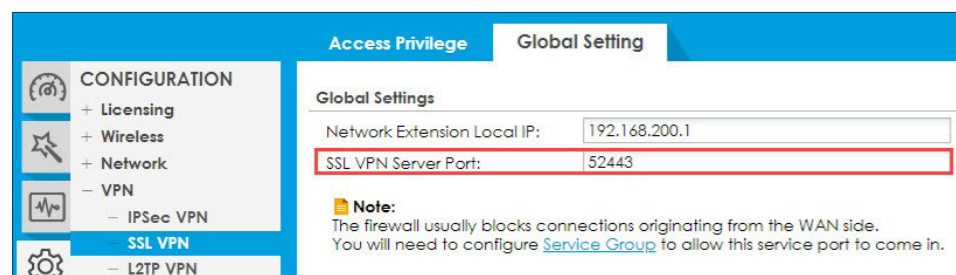 Access Privilege Global Setting
CONFIGURATION
+ Licensing
+ Wireless
+ Network
− VPN
− IPSec VPN
− SSL VPN
− L2TP VPN
Global Settings
Network Extension Local IP: 192.168.200.1
SSL VPN Server Port: 52443
Note:
The firewall usually blocks connections originating from the WAN side.
You will need to configure Service Group to allow this service port to come in.